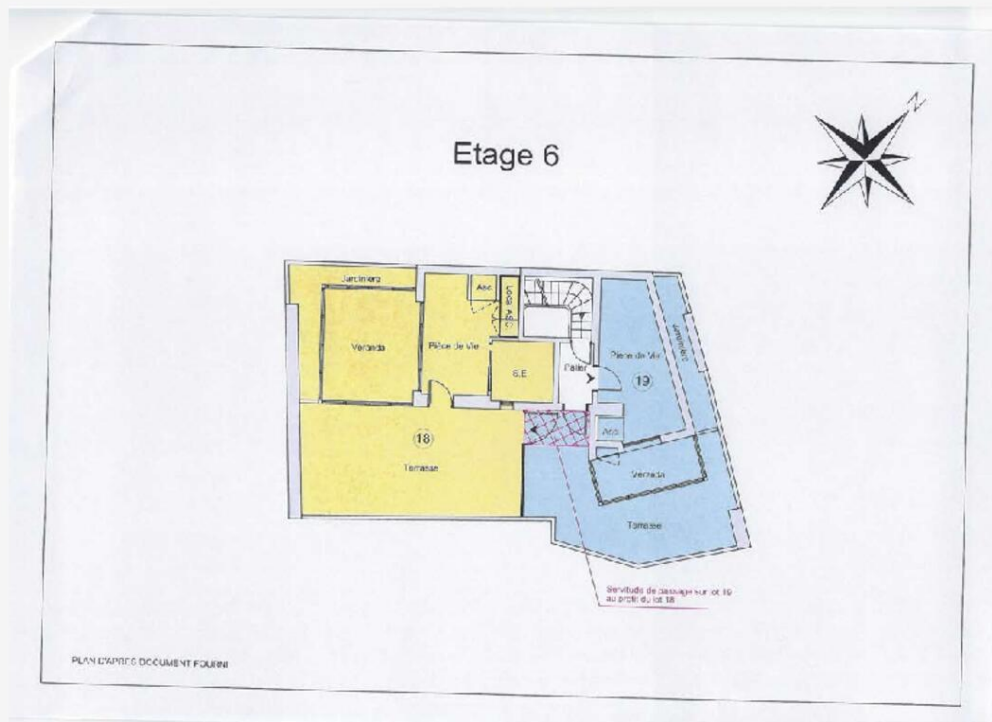 N
Etage 6
Jardinière
Asc.
Loca Asc.
Véranda
Pièce de Vie
S.E.
Palier
Pièce de Vie
19
18
Terrasse
Asc.
Véranda
Terrasse
Servitude de passage sur lot 19
au profit du lot 18
PLAN D'APRES DOCUMENT FOURNI